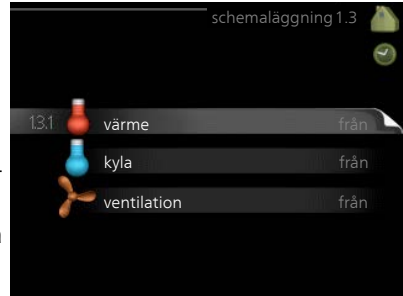 schemaläggning 1.3
1.3.1 värme från
kyla från
ventilation från